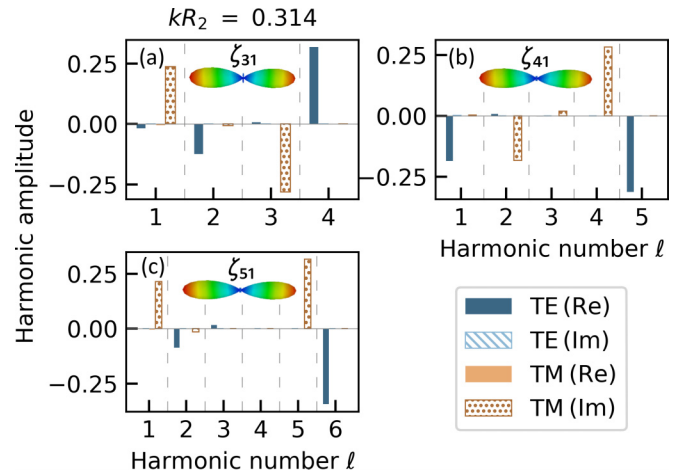 kR₂ = 0.314
(a) ζ₃₁
0.25
0.00
−0.25
1 2 3 4
(b) ζ₄₁
0.25
0.00
−0.25
1 2 3 4 5
Harmonic number ℓ
(c) ζ₅₁
0.25
0.00
−0.25
1 2 3 4 5 6
Harmonic number ℓ
Harmonic amplitude
TE (Re)
TE (Im)
TM (Re)
TM (Im)